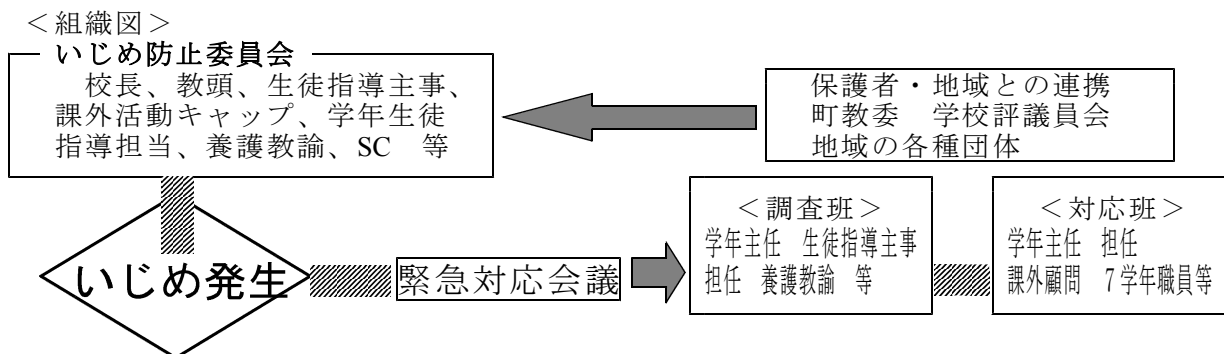 ＜組織図＞
いじめ防止委員会
校長、教頭、生徒指導主事、
課外活動キャップ、学年生徒
指導担当、養護教諭、SC　等
保護者・地域との連携
町教委　学校評議員会
地域の各種団体
いじめ発生
緊急対応会議
＜調査班＞
学年主任　生徒指導主事
担任　養護教諭　等
＜対応班＞
学年主任　担任
課外顧問　７学年職員等